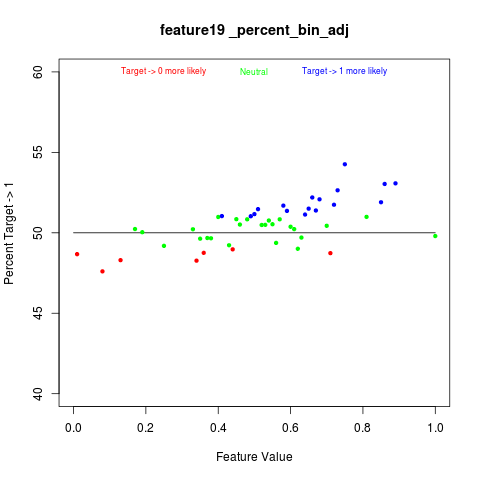 feature19 _percent_bin_adj
Target -> 0 more likely
Neutral
Target -> 1 more likely
Percent Target -> 1
60
55
50
45
40
0.0 0.2 0.4 0.6 0.8 1.0
Feature Value